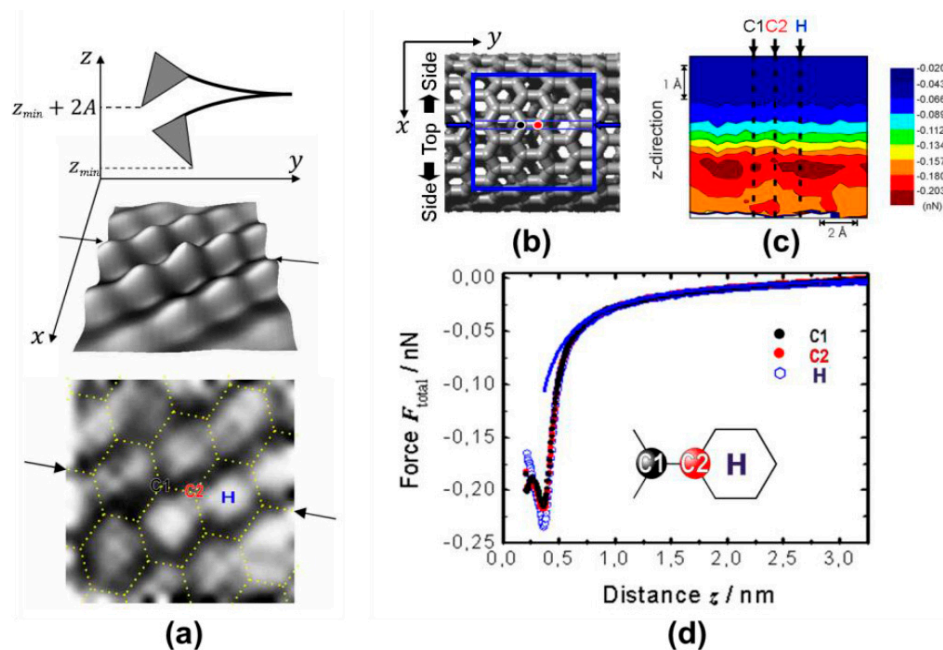 z
z_min + 2A
z_min
y
x
C1 C2
H
(a)
y
x
Side
Top
Side
(b)
C1 C2 H
1 Å
z-direction
2 Å
-0.020
-0.043
-0.066
-0.089
-0.112
-0.134
-0.157
-0.180
-0.203
(nN)
(c)
0,00
-0,05
-0,10
-0,15
-0,20
-0,25
Force F_total / nN
C1
C2
H
C1 C2 H
0,0 0,5 1,0 1,5 2,0 2,5 3,0
Distance z / nm
(d)